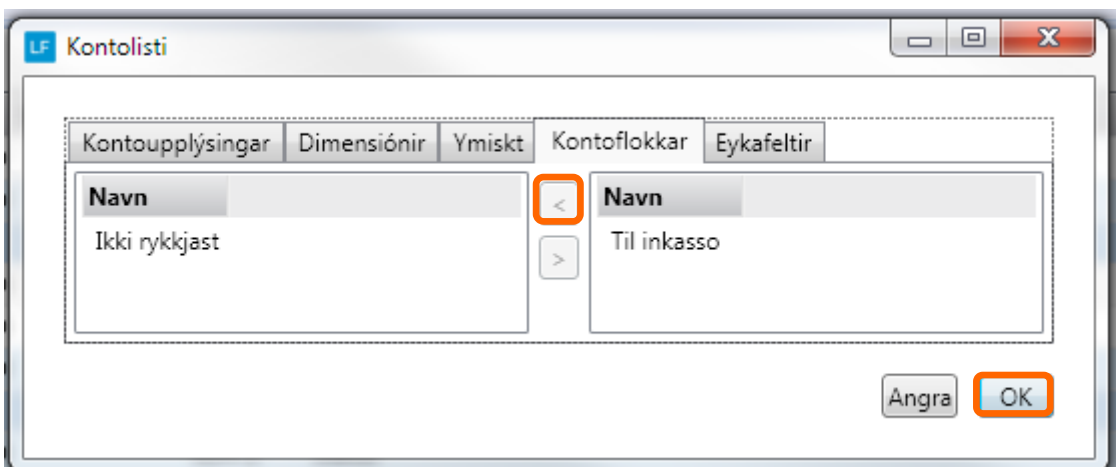 LF Kontolisti
Kontoupplýsingar Dimensiónir Ymiskt Kontoflokkar Eykafeltir
Navn < Navn
Ikki rykkjast > Til inkasso
Angra OK